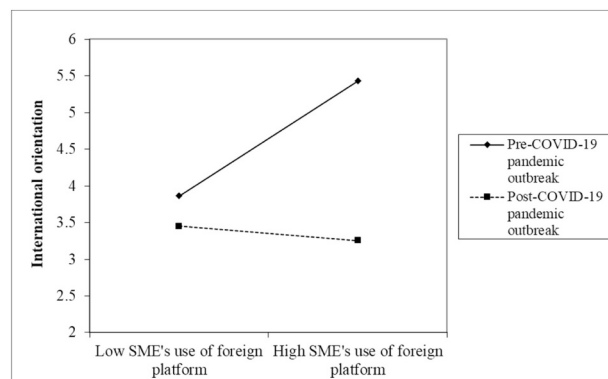 International orientation
6
5.5
5
4.5
4
3.5
3
2.5
2
Low SME's use of foreign
platform
High SME's use of foreign
platform
Pre-COVID-19
pandemic
outbreak
Post-COVID-19
pandemic
outbreak